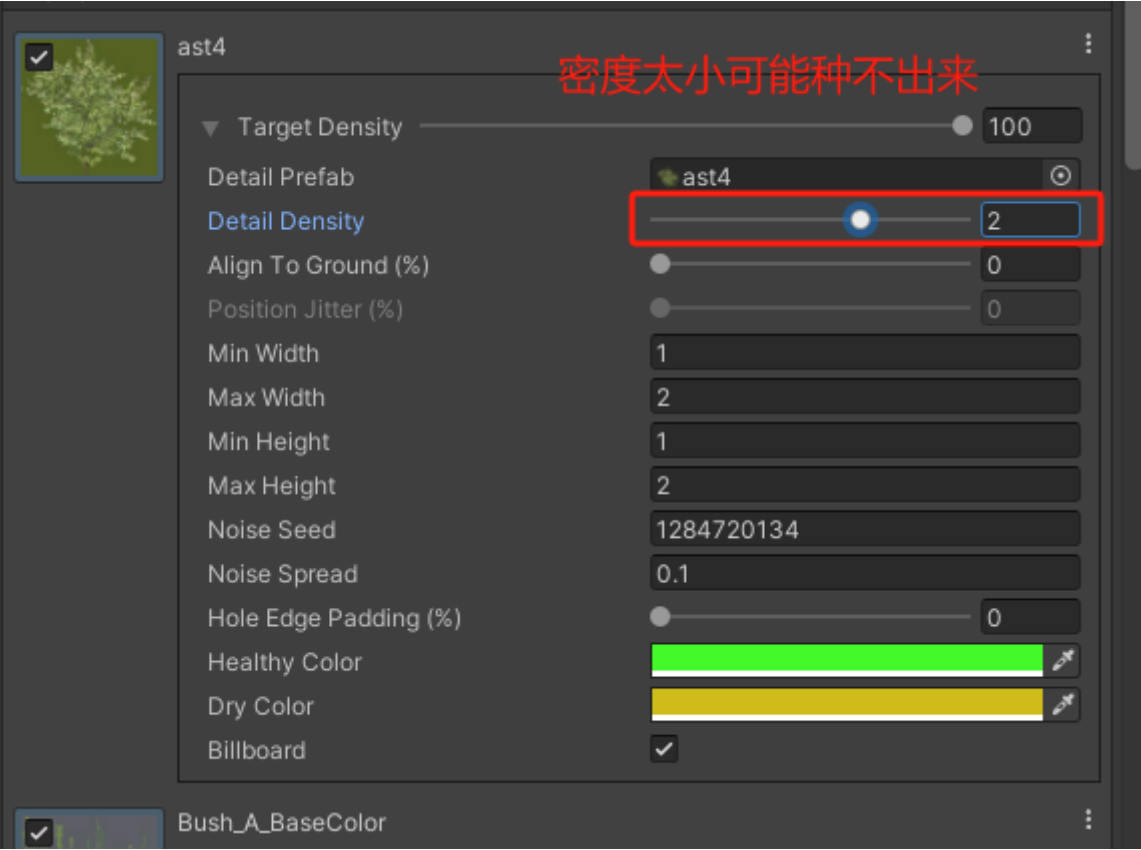 ast4
密度太小可能种不出来
Target Density 100
Detail Prefab ast4
Detail Density 2
Align To Ground (%) 0
Position Jitter (%) 0
Min Width 1
Max Width 2
Min Height 1
Max Height 2
Noise Seed 1284720134
Noise Spread 0.1
Hole Edge Padding (%) 0
Healthy Color
Dry Color
Billboard
Bush_A_BaseColor